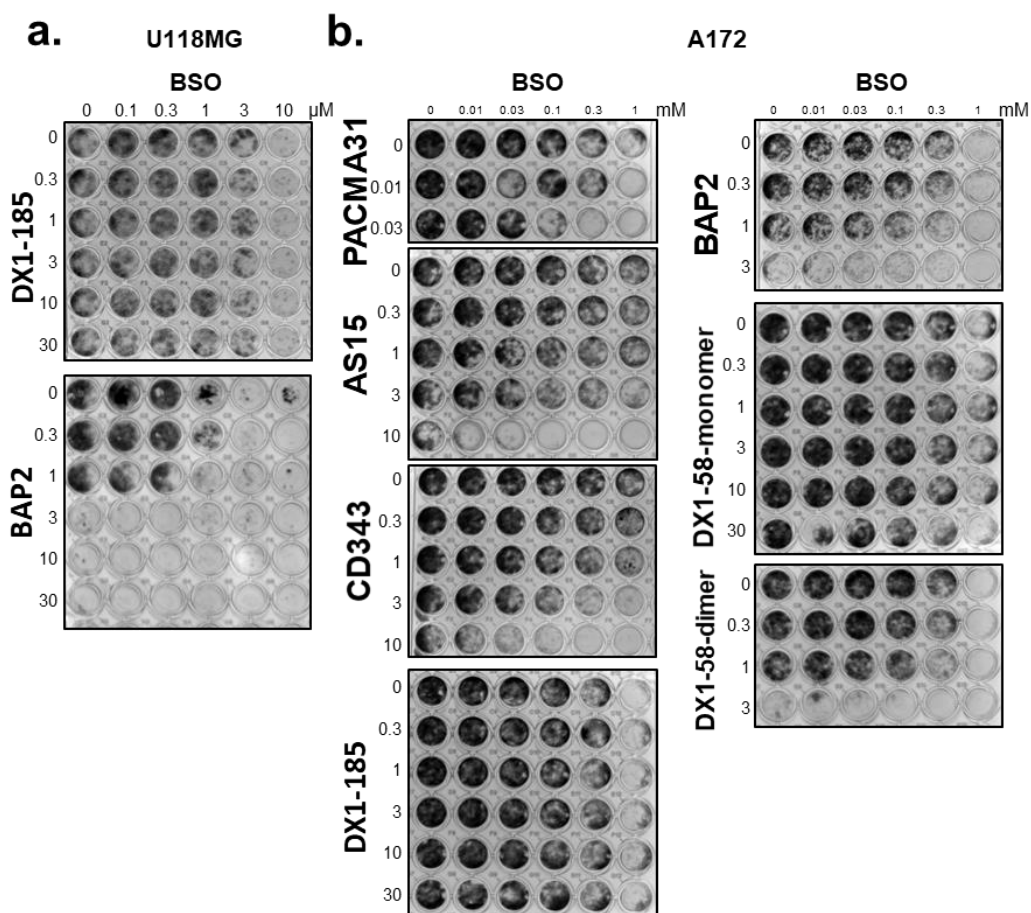 a.
U118MG
BSO
0 0.1 0.3 1 3 10 μM
DX1-185
0
0.3
1
3
10
30
BAP2
0
0.3
1
3
10
30
b.
A172
BSO
0 0.01 0.03 0.1 0.3 1 mM
PACMA31
0
0.01
0.03
AS15
0
0.3
1
3
10
CD343
0
0.3
1
3
10
DX1-185
0
0.3
1
3
10
30
BSO
0 0.01 0.03 0.1 0.3 1 mM
BAP2
0
0.3
1
3
DX1-58-monomer
0
0.3
1
3
10
30
DX1-58-dimer
0
0.3
1
3